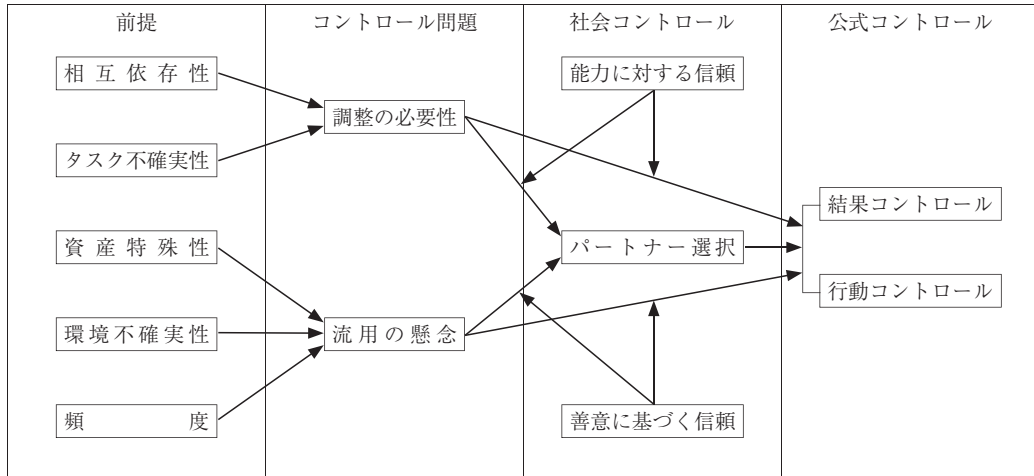 前提
コントロール問題
社会コントロール
公式コントロール
相互依存性
能力に対する信頼
調整の必要性
タスク不確実性
結果コントロール
資産特殊性
パートナー選択
行動コントロール
環境不確実性
流用の懸念
頻度
善意に基づく信頼